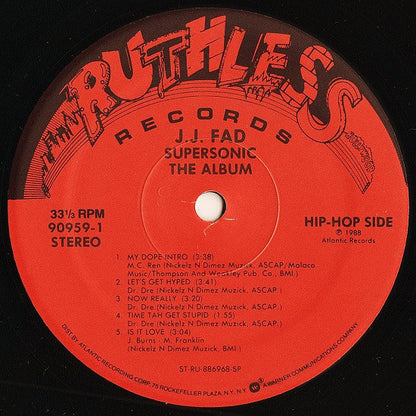 RUTHLESS
RECORDS
J.J. FAD
SUPERSONIC
THE ALBUM
33⅓ RPM
90959-1
STEREO
HIP-HOP SIDE
℗ 1988
Atlantic Records
1. MY DOPE INTRO (3:38)
M.C. Ren (Nickelz N Dimez Muzick, ASCAP/Malaco
Music/Thompson And Weakley Pub. Co., BMI.)
2. LET'S GET HYPED (3:41)
Dr. Dre (Nickelz N Dimez Muzick, ASCAP.)
3. NOW REALLY (3:20)
Dr. Dre (Nickelz N Dimez Muzick, ASCAP.)
4. TIME TAH GET STUPID (1:55)
Dr. Dre (Nickelz N Dimez Muzick, ASCAP.)
5. IS IT LOVE (3:04)
J. Burns - M. Franklin
(Nickelz N Dimez Muzick, BMI)
ST-RU-886968-SP
DIST. BY ATLANTIC RECORDING CORP., 75 ROCKEFELLER PLAZA, N.Y. N.Y. A WARNER COMMUNICATIONS COMPANY